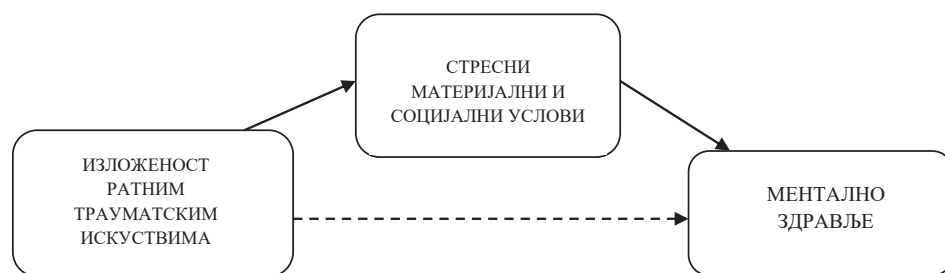 СТРЕСНИ
МАТЕРИЈАЛНИ И
СОЦИЈАЛНИ УСЛОВИ
ИЗЛОЖЕНОСТ
РАТНИМ
ТРАУМАТСКИМ
ИСКУСТВИМА
МЕНТАЛНО
ЗДРАВЉЕ